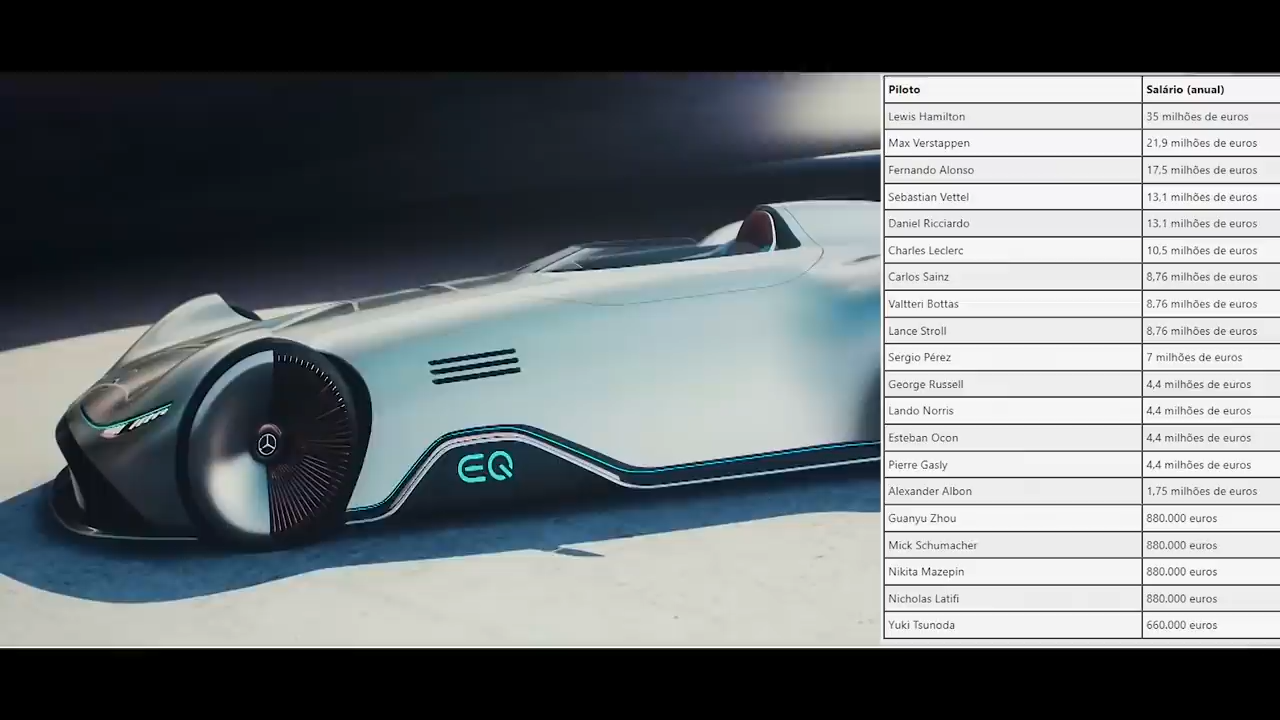 Piloto Salário (anual)
Lewis Hamilton 35 milhões de euros
Max Verstappen 21,9 milhões de euros
Fernando Alonso 17,5 milhões de euros
Sebastian Vettel 13.1 milhões de euros
Daniel Ricciardo 13.1 milhões de euros
Charles Leclerc 10,5 milhões de euros
Carlos Sainz 8,76 milhões de euros
Valtteri Bottas 8,76 milhões de euros
Lance Stroll 8,76 milhões de euros
Sergio Pérez 7 milhões de euros
George Russell 4,4 milhões de euros
Lando Norris 4,4 milhões de euros
Esteban Ocon 4,4 milhões de euros
Pierre Gasly 4,4 milhões de euros
Alexander Albon 1,75 milhões de euros
Guanyu Zhou 880.000 euros
Mick Schumacher 880.000 euros
Nikita Mazepin 880.000 euros
Nicholas Latifi 880.000 euros
Yuki Tsunoda 660.000 euros
EQ